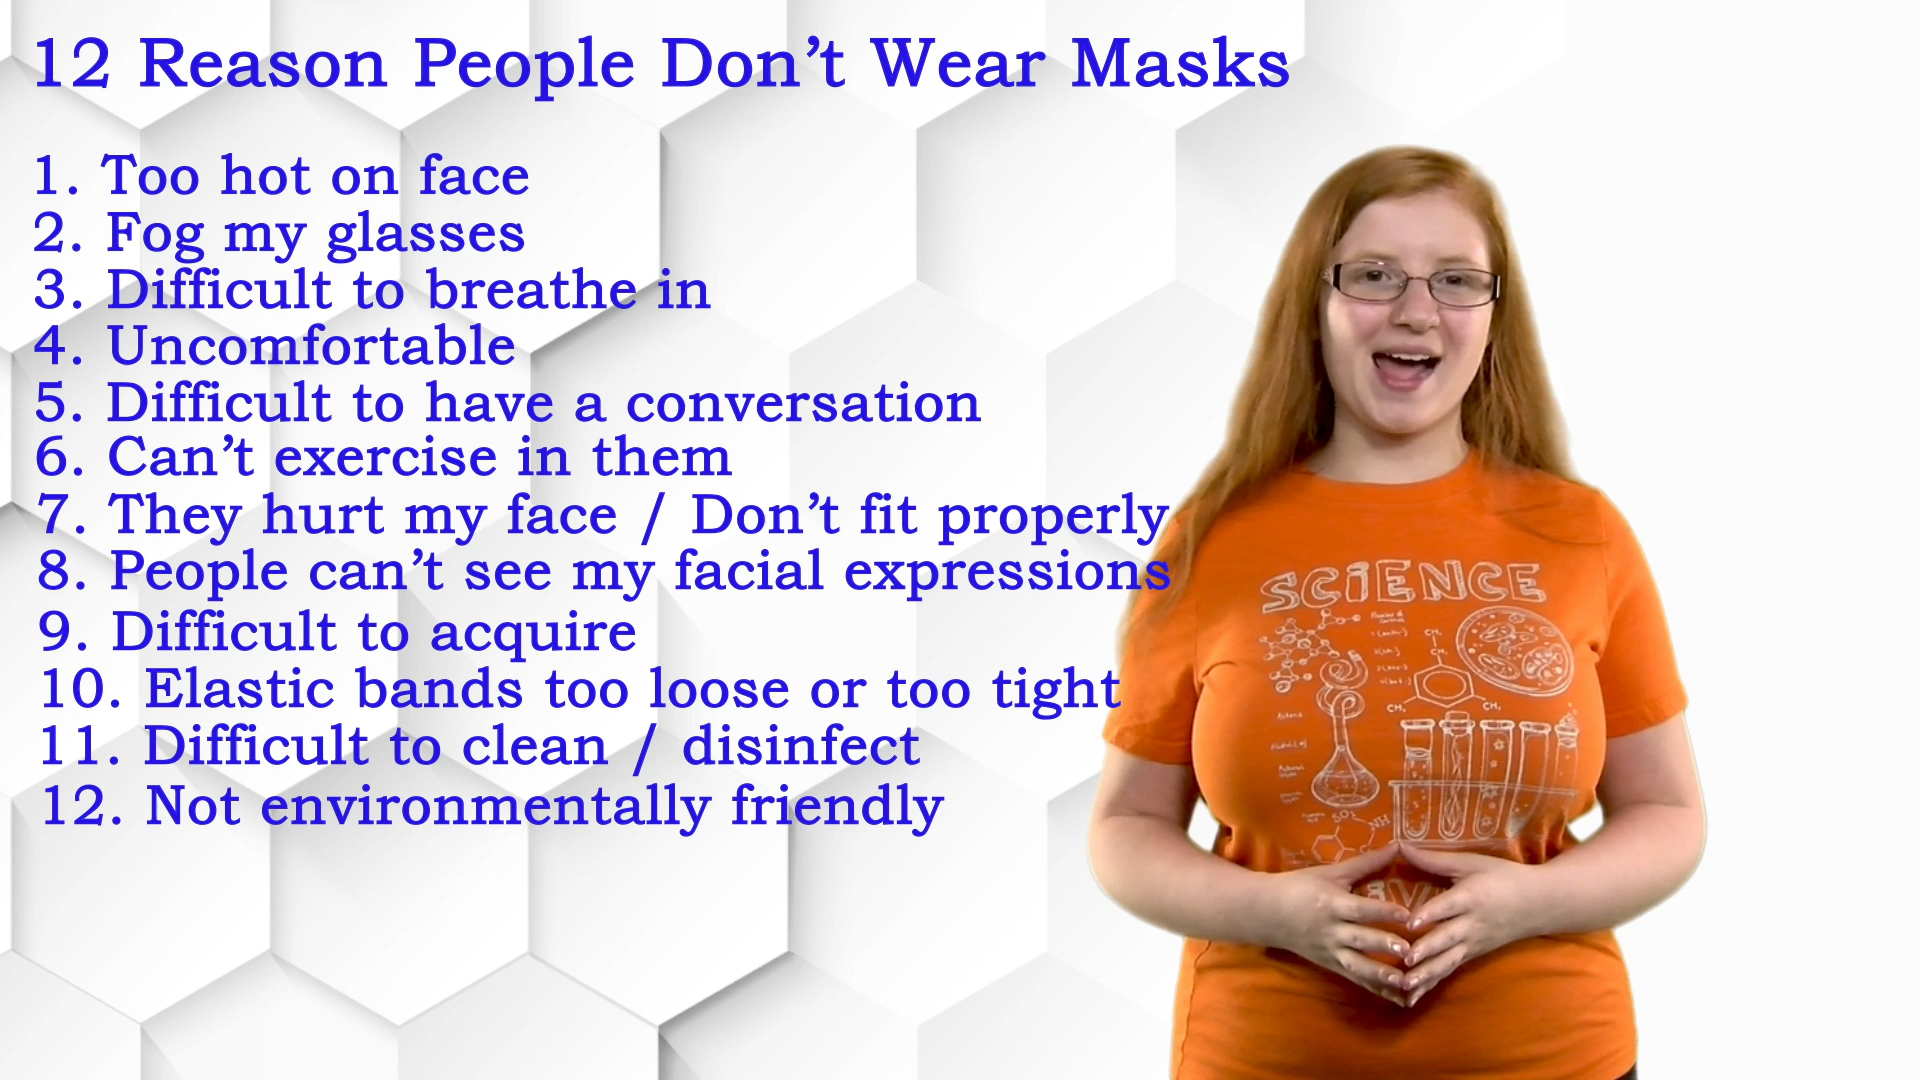 12 Reason People Don’t Wear Masks
1. Too hot on face
2. Fog my glasses
3. Difficult to breathe in
4. Uncomfortable
5. Difficult to have a conversation
6. Can’t exercise in them
7. They hurt my face / Don’t fit properly
8. People can’t see my facial expressions
9. Difficult to acquire
10. Elastic bands too loose or too tight
11. Difficult to clean / disinfect
12. Not environmentally friendly
SCIENCE
CH₃
CH₃
CH₃